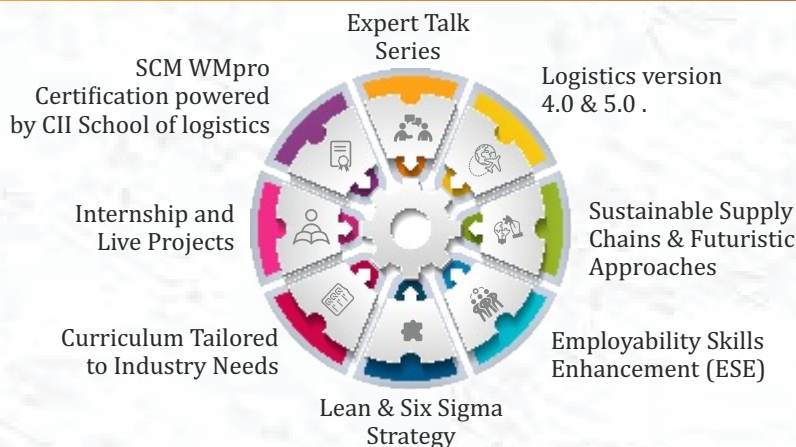 Expert Talk
Series
SCM WMpro
Certification powered
by CII School of logistics
Logistics version
4.0 & 5.0 .
Internship and
Live Projects
Sustainable Supply
Chains & Futuristic
Approaches
Curriculum Tailored
to Industry Needs
Employability Skills
Enhancement (ESE)
Lean & Six Sigma
Strategy